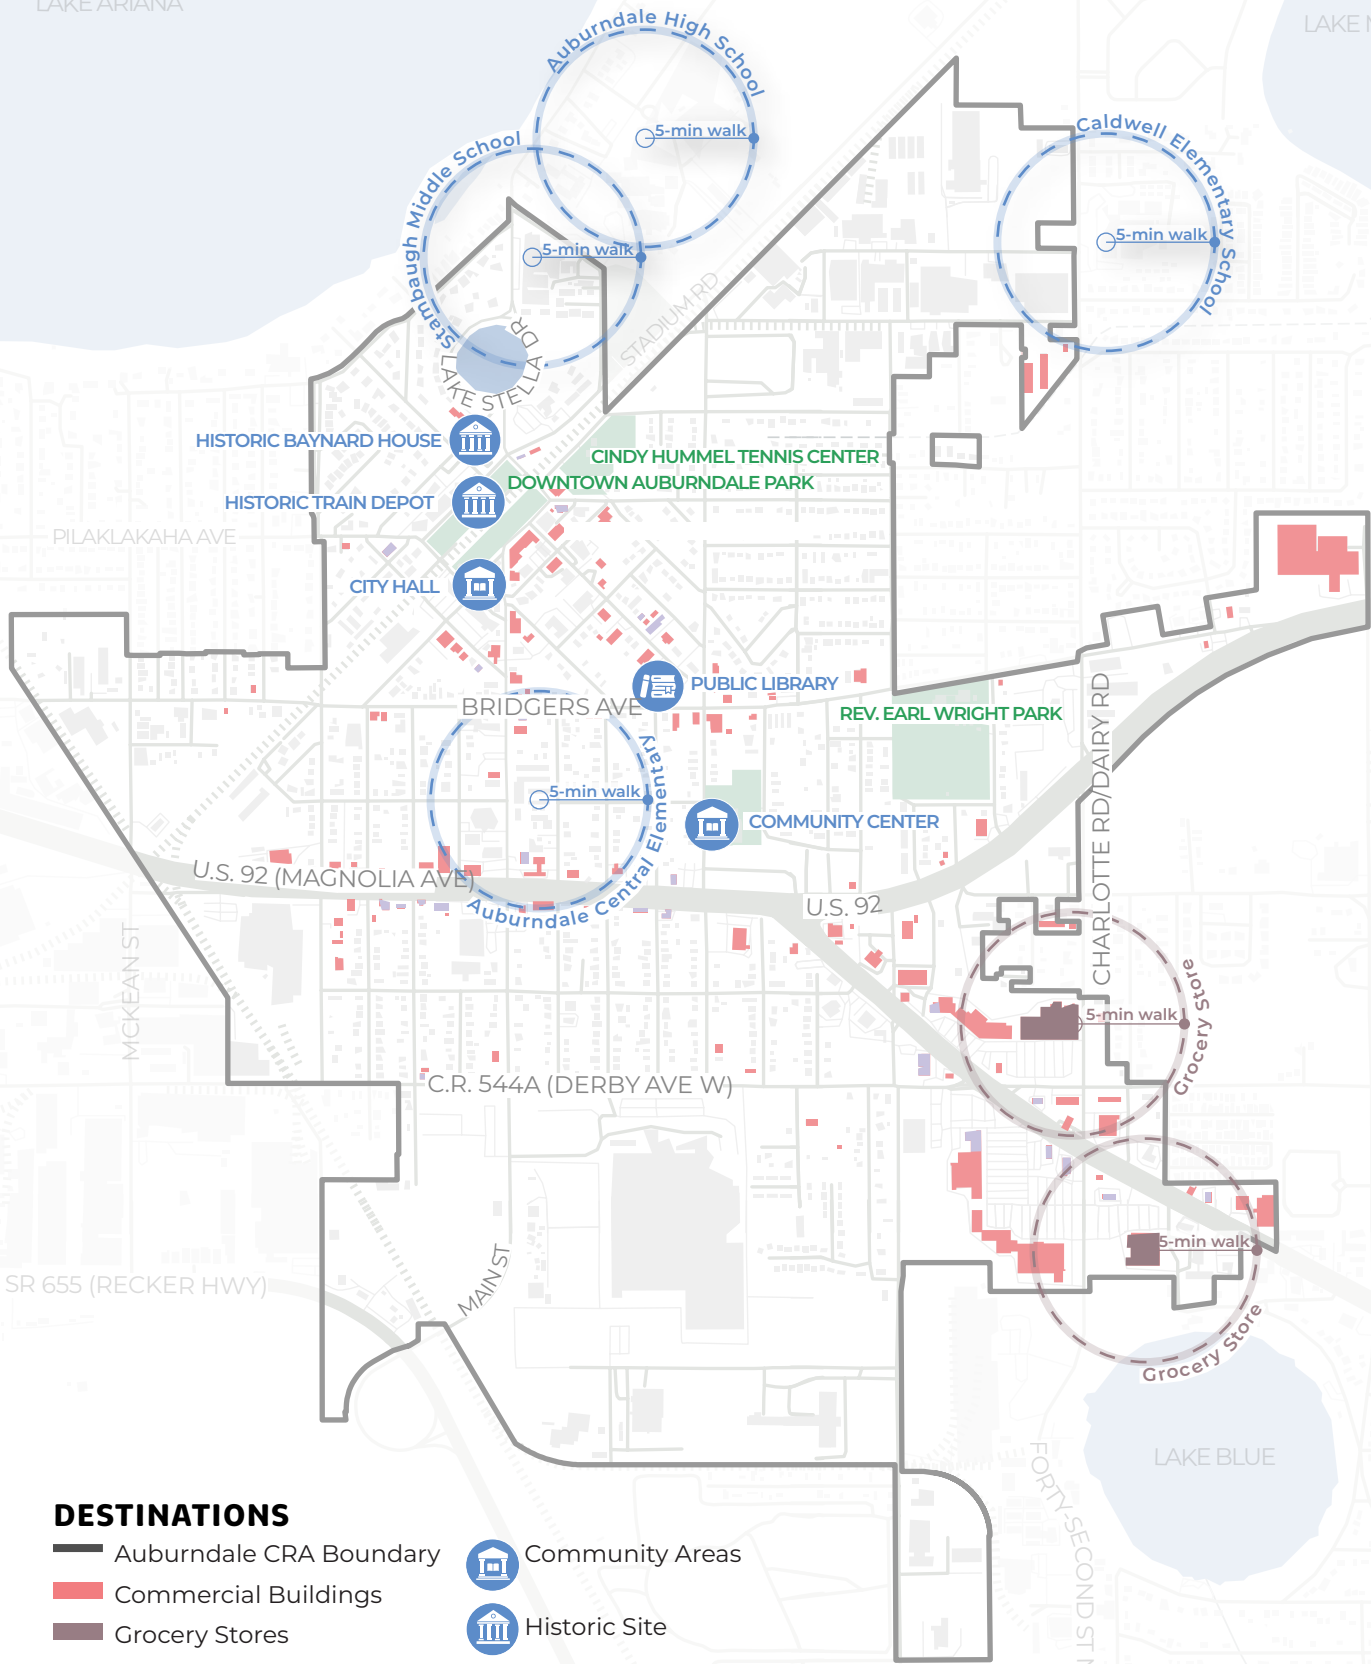 LAKE ARIANA
Auburndale High School
5-min walk
Caldwell Elementary School
5-min walk
Stambaugh Middle School
5-min walk
STADIUM RD
LAKE STELLA DR
HISTORIC BAYNARD HOUSE
CINDY HUMMEL TENNIS CENTER
DOWNTOWN AUBURNDALE PARK
HISTORIC TRAIN DEPOT
PILAKLAKAHA AVE
CITY HALL
PUBLIC LIBRARY
BRIDGERS AVE
REV. EARL WRIGHT PARK
CHARLOTTE RD/DAIRY RD
5-min walk
Auburndale Central Elementary
COMMUNITY CENTER
U.S. 92 (MAGNOLIA AVE)
U.S. 92
MCKEAN ST
5-min walk
Grocery Store
C.R. 544A (DERBY AVE W)
5-min walk
Grocery Store
MAIN ST
SR 655 (RECKER HWY)
LAKE BLUE
FORTY-SECOND ST
DESTINATIONS
Auburndale CRA Boundary
Commercial Buildings
Grocery Stores
Community Areas
Historic Site